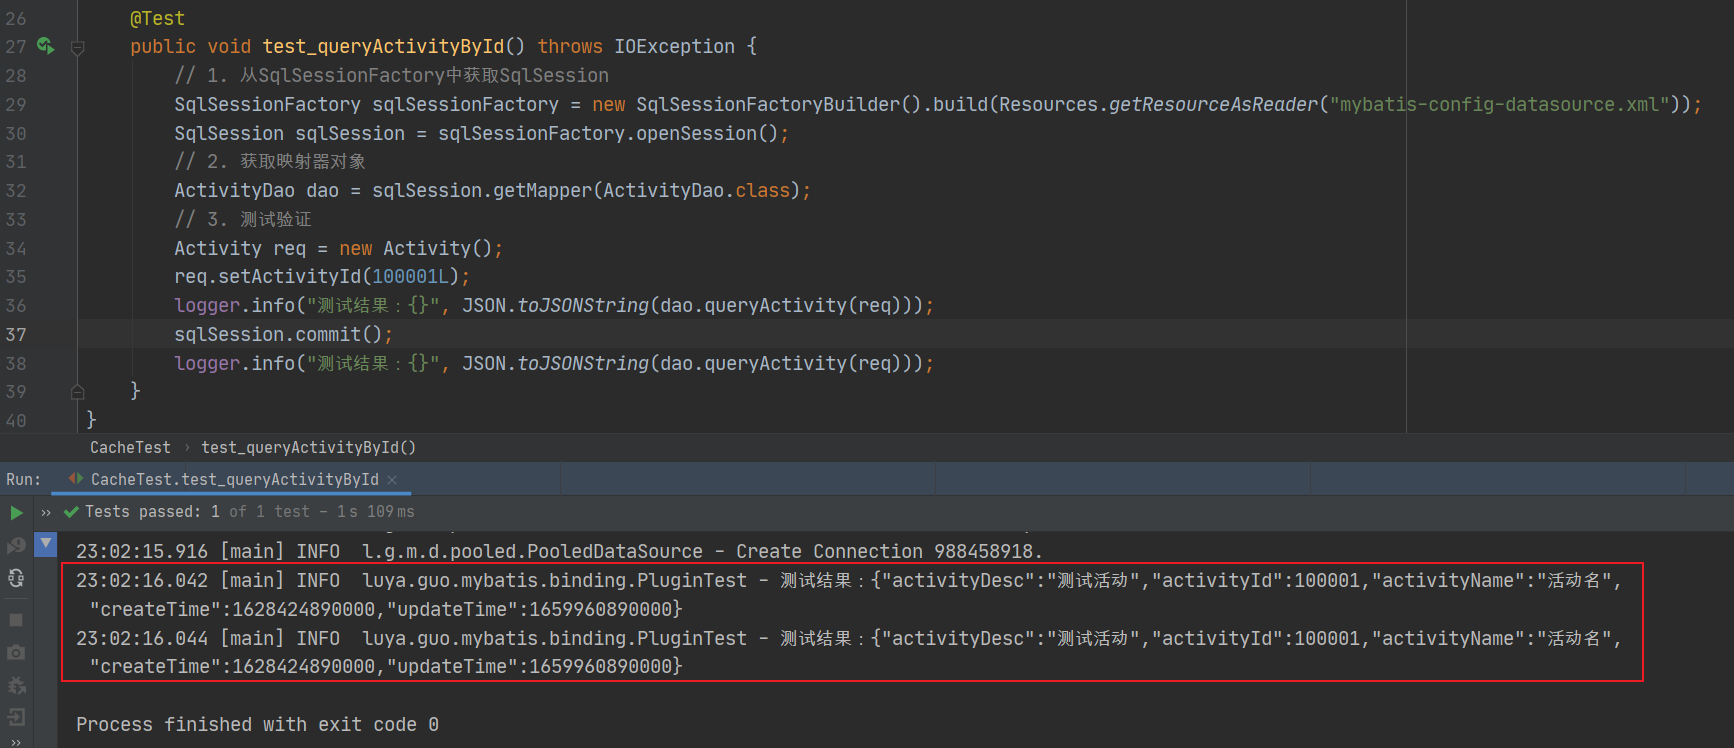 26 @Test
27 public void test_queryActivityById() throws IOException {
28 // 1. 从SqlSessionFactory中获取SqlSession
29 SqlSessionFactory sqlSessionFactory = new SqlSessionFactoryBuilder().build(Resources.getResourceAsReader("mybatis-config-datasource.xml"));
30 SqlSession sqlSession = sqlSessionFactory.openSession();
31 // 2. 获取映射器对象
32 ActivityDao dao = sqlSession.getMapper(ActivityDao.class);
33 // 3. 测试验证
34 Activity req = new Activity();
35 req.setActivityId(100001L);
36 logger.info("测试结果：{}", JSON.toJSONString(dao.queryActivity(req)));
37 sqlSession.commit();
38 logger.info("测试结果：{}", JSON.toJSONString(dao.queryActivity(req)));
39 }
40 }
CacheTest › test_queryActivityById()
Run: CacheTest.test_queryActivityById ×
» Tests passed: 1 of 1 test – 1 s 109 ms
23:02:15.916 [main] INFO  l.g.m.d.pooled.PooledDataSource - Create Connection 988458918.
23:02:16.042 [main] INFO  luya.guo.mybatis.binding.PluginTest - 测试结果：{"activityDesc":"测试活动","activityId":100001,"activityName":"活动名",
"createTime":1628424890000,"updateTime":1659960890000}
23:02:16.044 [main] INFO  luya.guo.mybatis.binding.PluginTest - 测试结果：{"activityDesc":"测试活动","activityId":100001,"activityName":"活动名",
"createTime":1628424890000,"updateTime":1659960890000}
Process finished with exit code 0
»